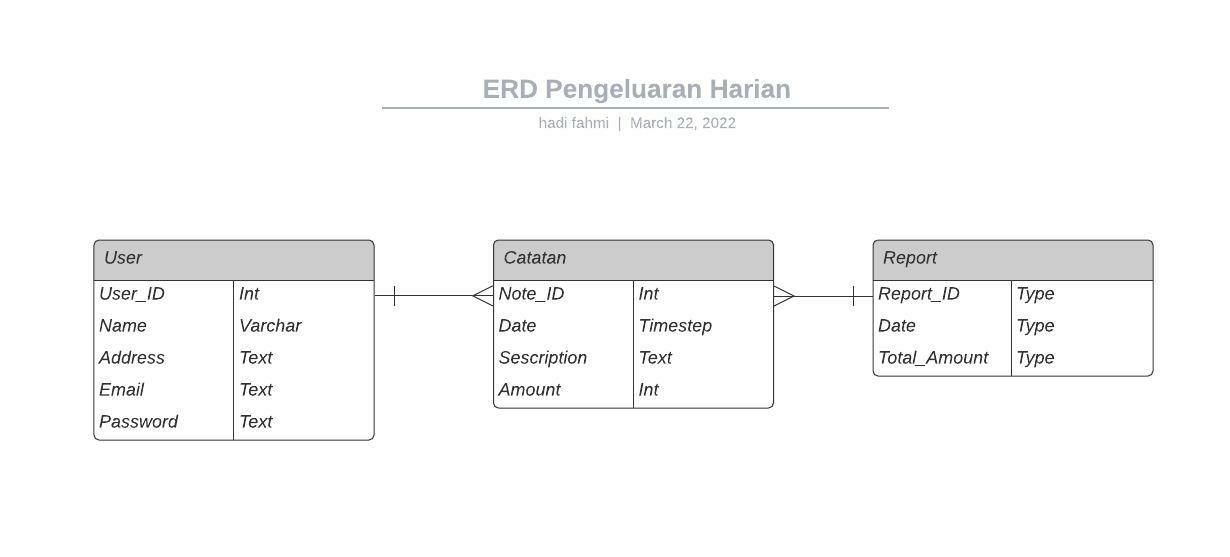 ERD Pengeluaran Harian
hadi fahmi | March 22, 2022
User
User_ID Int
Name Varchar
Address Text
Email Text
Password Text
Catatan
Note_ID Int
Date Timestep
Sescription Text
Amount Int
Report
Report_ID Type
Date Type
Total_Amount Type